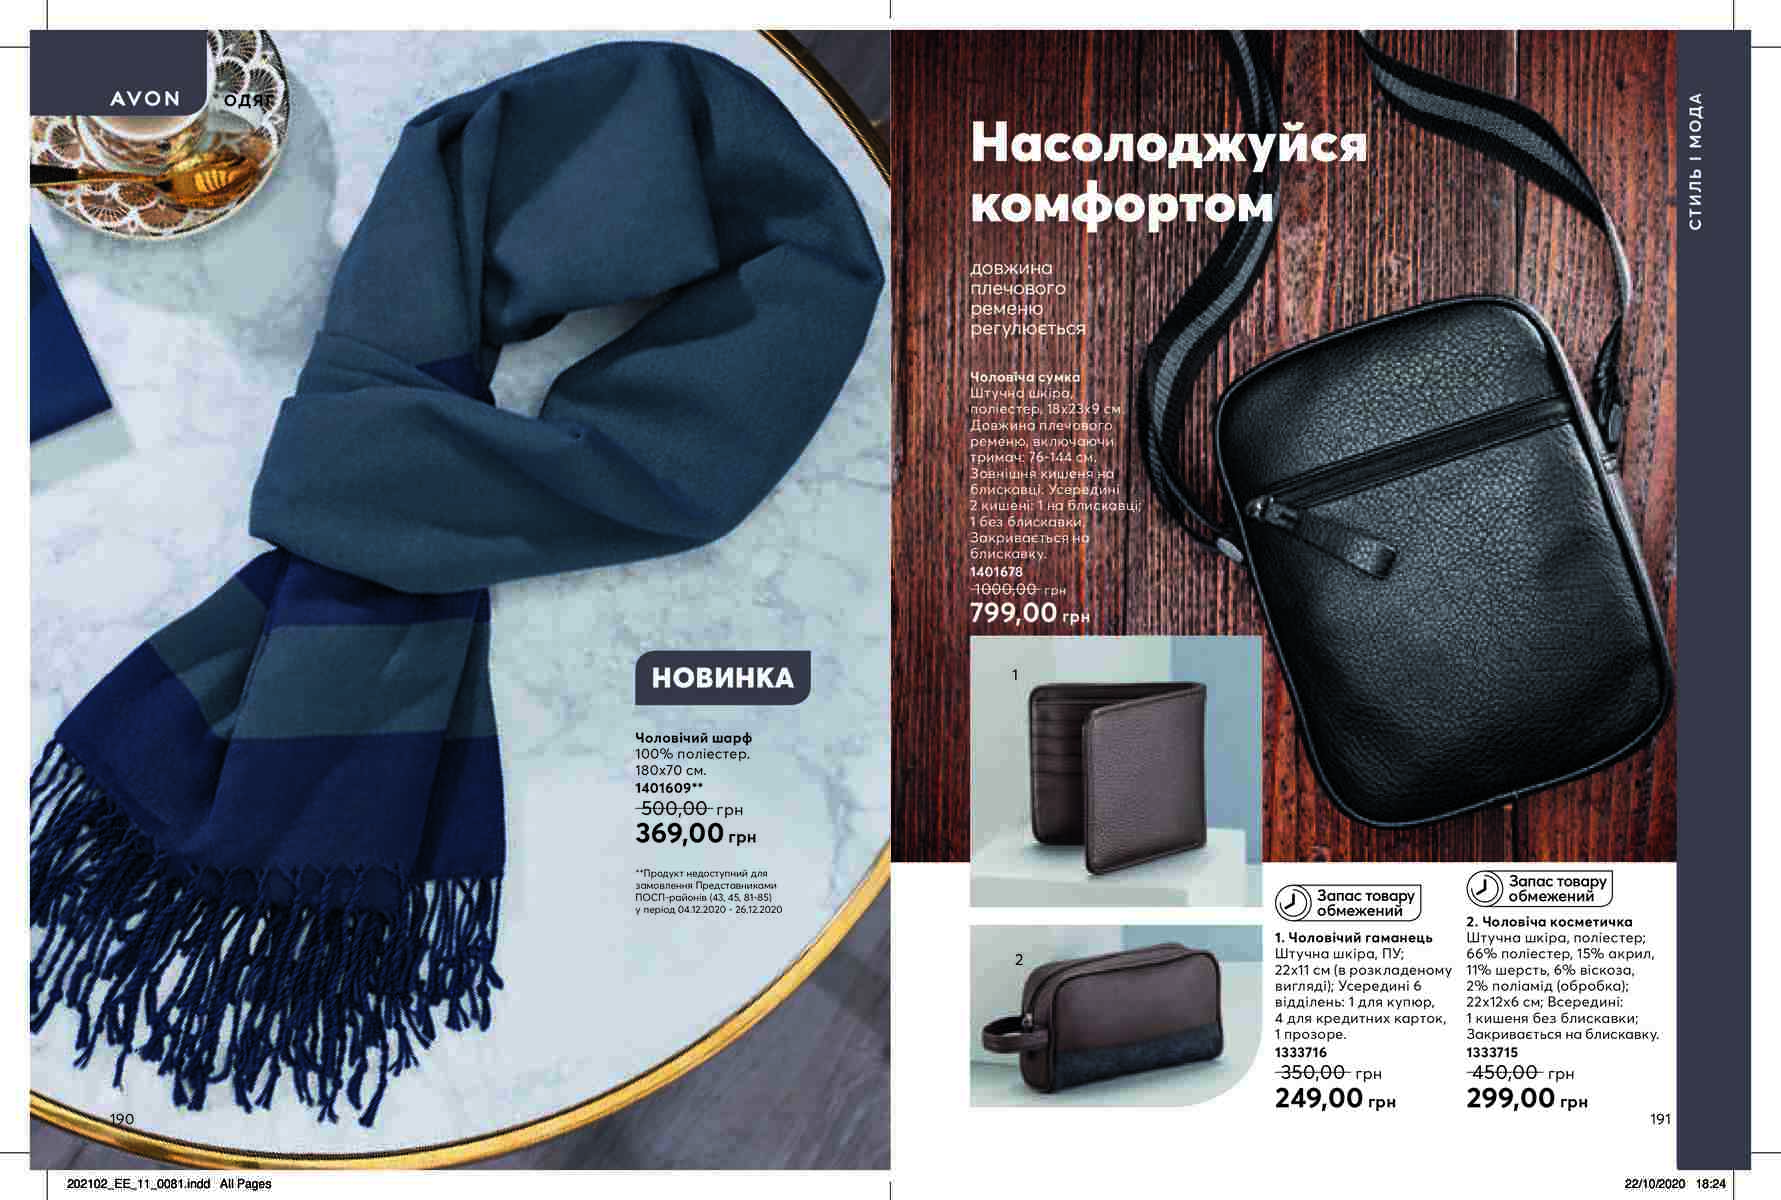 AVON
ОДЯГ
НОВИНКА
Чоловічий шарф
100% поліестер.
180х70 см.
1401609**
500,00 грн
369,00 грн
**Продукт недоступний для
замовлення Представниками
ПОСП-районів (43, 45, 81-85)
у період 04.12.2020 - 26.12.2020
190
Насолоджуйся
комфортом
довжина
плечового
ременю
регулюється
Чоловіча сумка
Штучна шкіра,
поліестер, 18х23х9 см.
Довжина плечового
ременю, включаючи
тримач: 76-144 см.
Зовнішня кишеня на
блискавці. Усередині
2 кишені: 1 на блискавці;
1 без блискавки.
Закривається на
блискавку.
1401678
1000,00 грн
799,00 грн
1
2
Запас товару
обмежений
1. Чоловічий гаманець
Штучна шкіра, ПУ;
22х11 см (в розкладеному
вигляді); Усередині 6
відділень: 1 для купюр,
4 для кредитних карток,
1 прозоре.
1333716
350,00 грн
249,00 грн
Запас товару
обмежений
2. Чоловіча косметичка
Штучна шкіра, поліестер;
66% поліестер, 15% акрил,
11% шерсть, 6% віскоза,
2% поліамід (обробка);
22х12х6 см; Всередині:
1 кишеня без блискавки;
Закривається на блискавку.
1333715
450,00 грн
299,00 грн
191
СТИЛЬ І МОДА
202102_EE_11_0081.indd   All Pages
22/10/2020   18:24